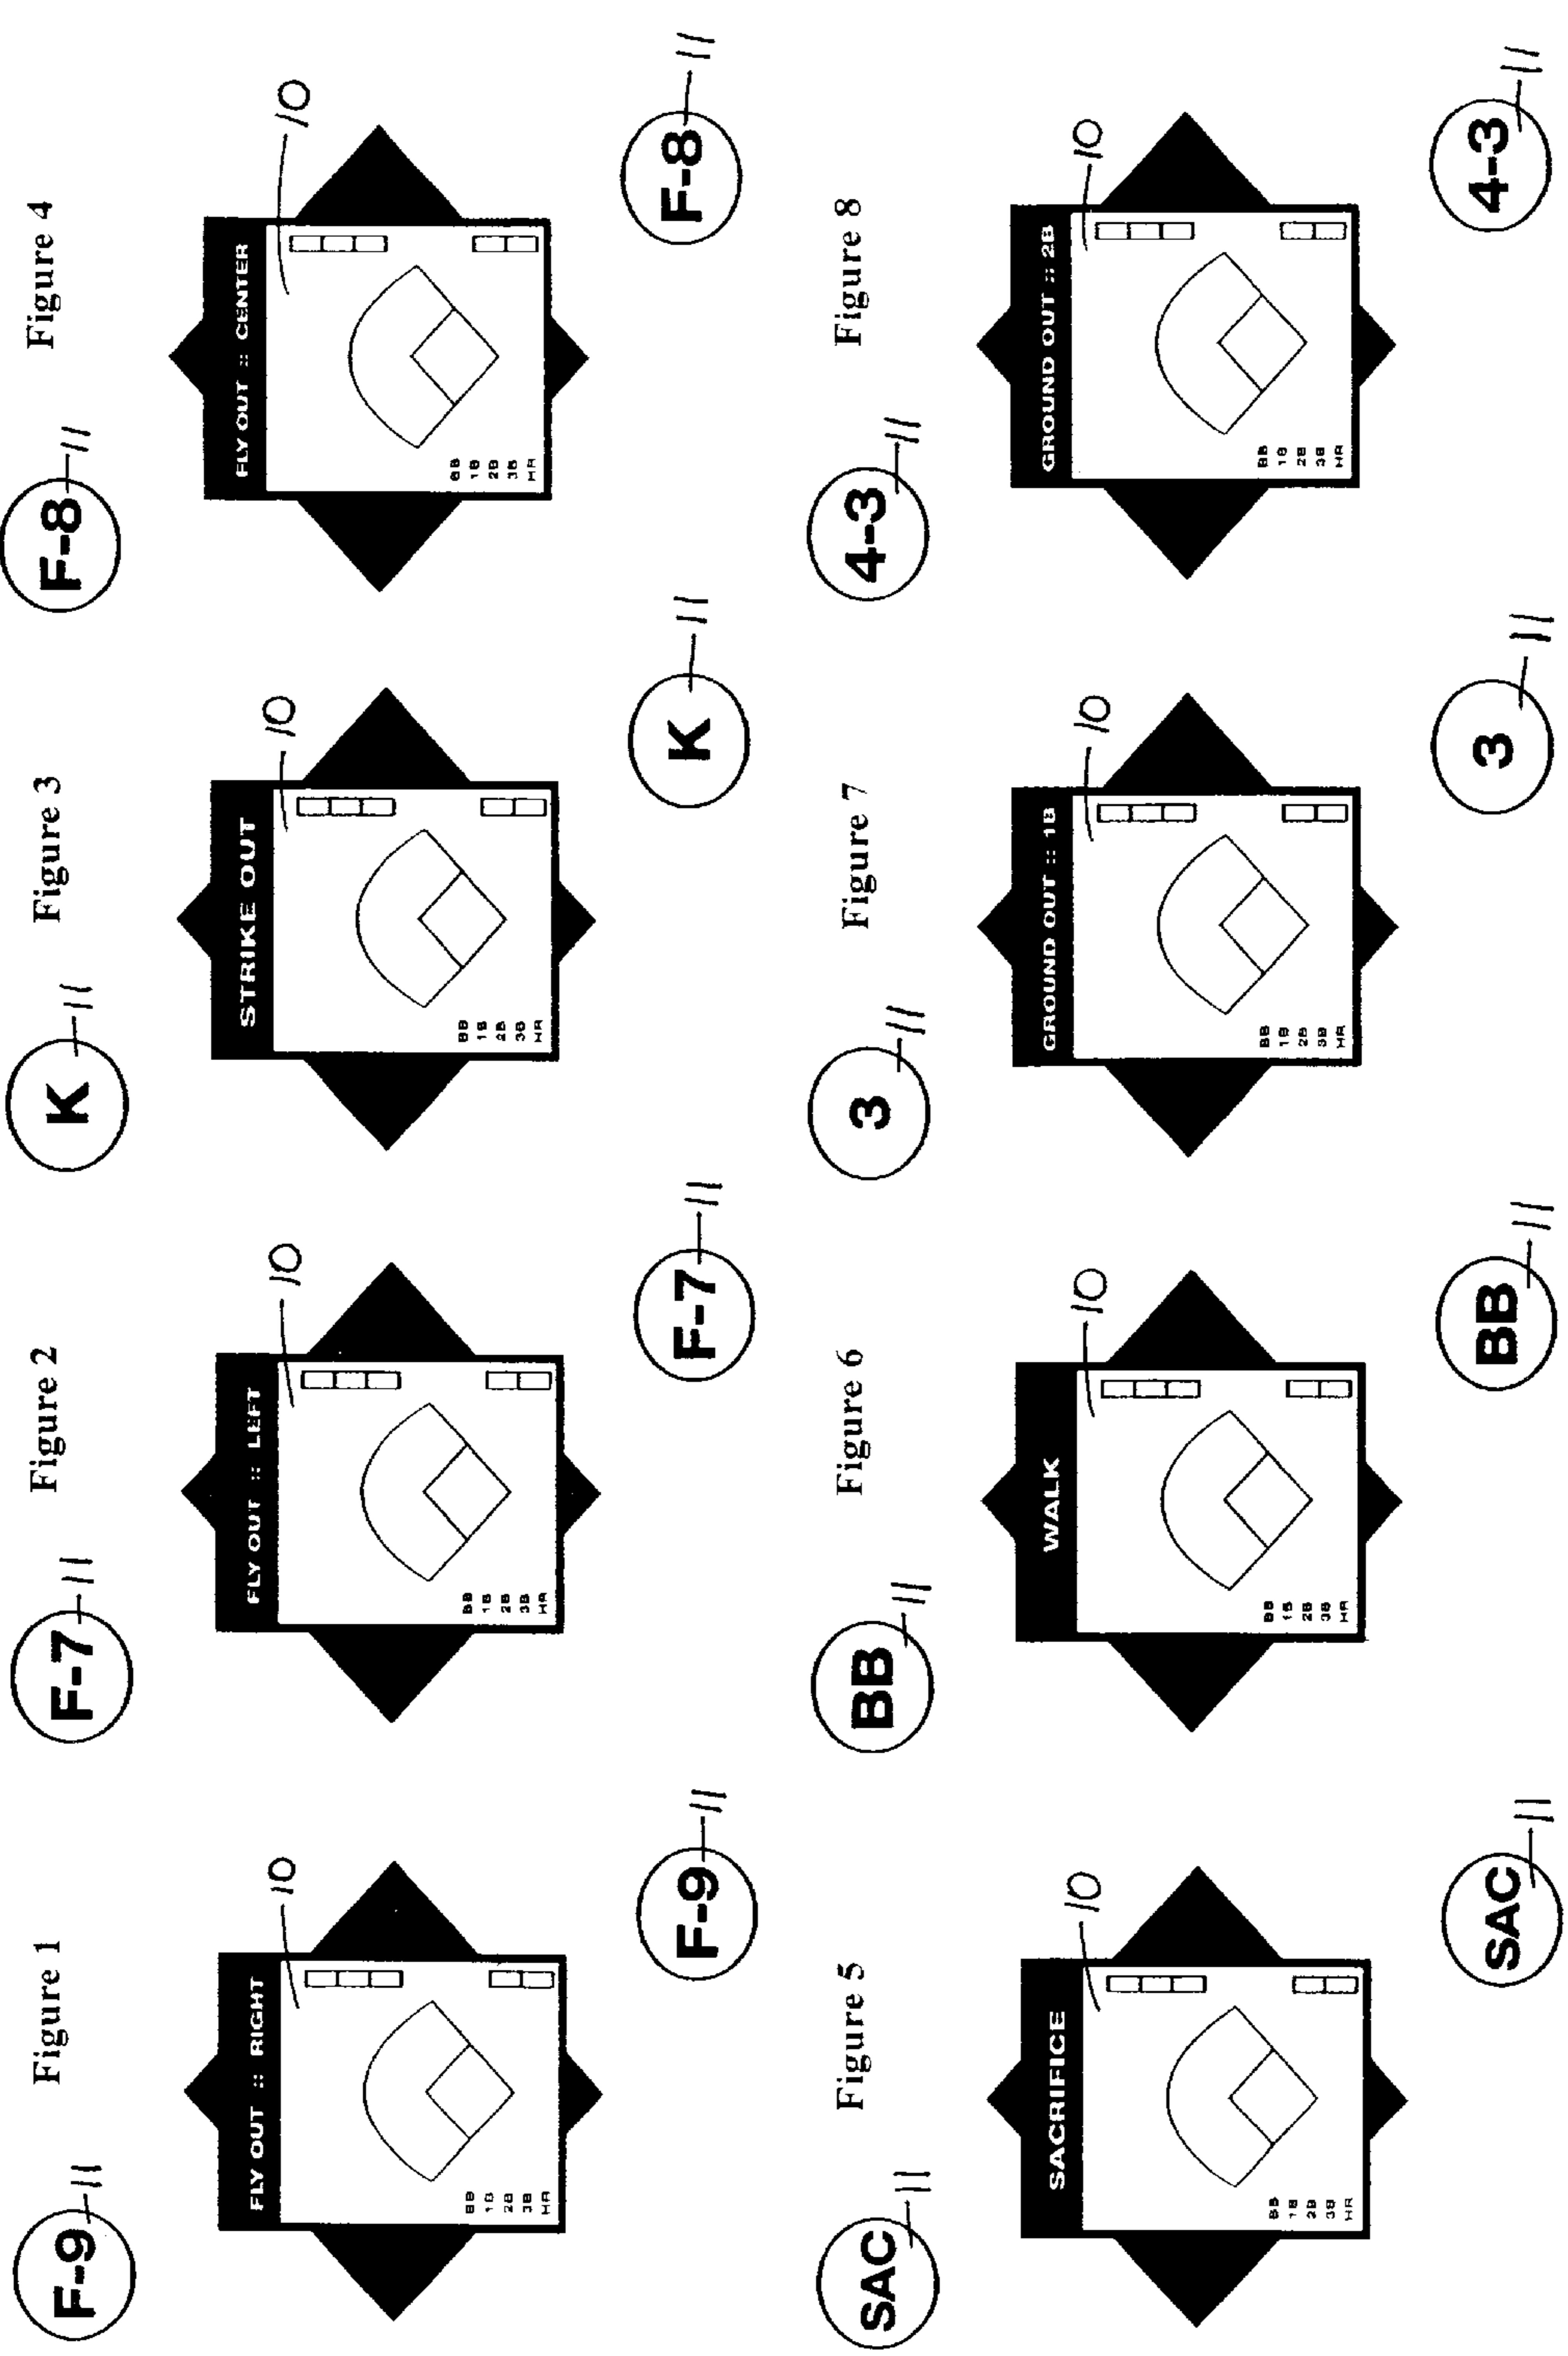 Figure 1
F-9 11
FLY OUT :: RIGHT
10
BB
1B
2B
3B
HR
F-9 11
Figure 2
F-7 11
FLY OUT :: LEFT
10
BB
1B
2B
3B
HR
F-7 11
Figure 3
K 11
STRIKE OUT
10
BB
1B
2B
3B
HR
K 11
Figure 4
F-8 11
FLY OUT :: CENTER
10
BB
1B
2B
3B
HR
F-8 11
Figure 5
SAC 11
SACRIFICE
10
BB
1B
2B
3B
HR
SAC 11
Figure 6
BB 11
WALK
10
BB
1B
2B
3B
HR
BB 11
Figure 7
3 11
GROUND OUT :: 1B
10
BB
1B
2B
3B
HR
3 11
Figure 8
4-3 11
GROUND OUT :: 2B
10
BB
1B
2B
3B
HR
4-3 11